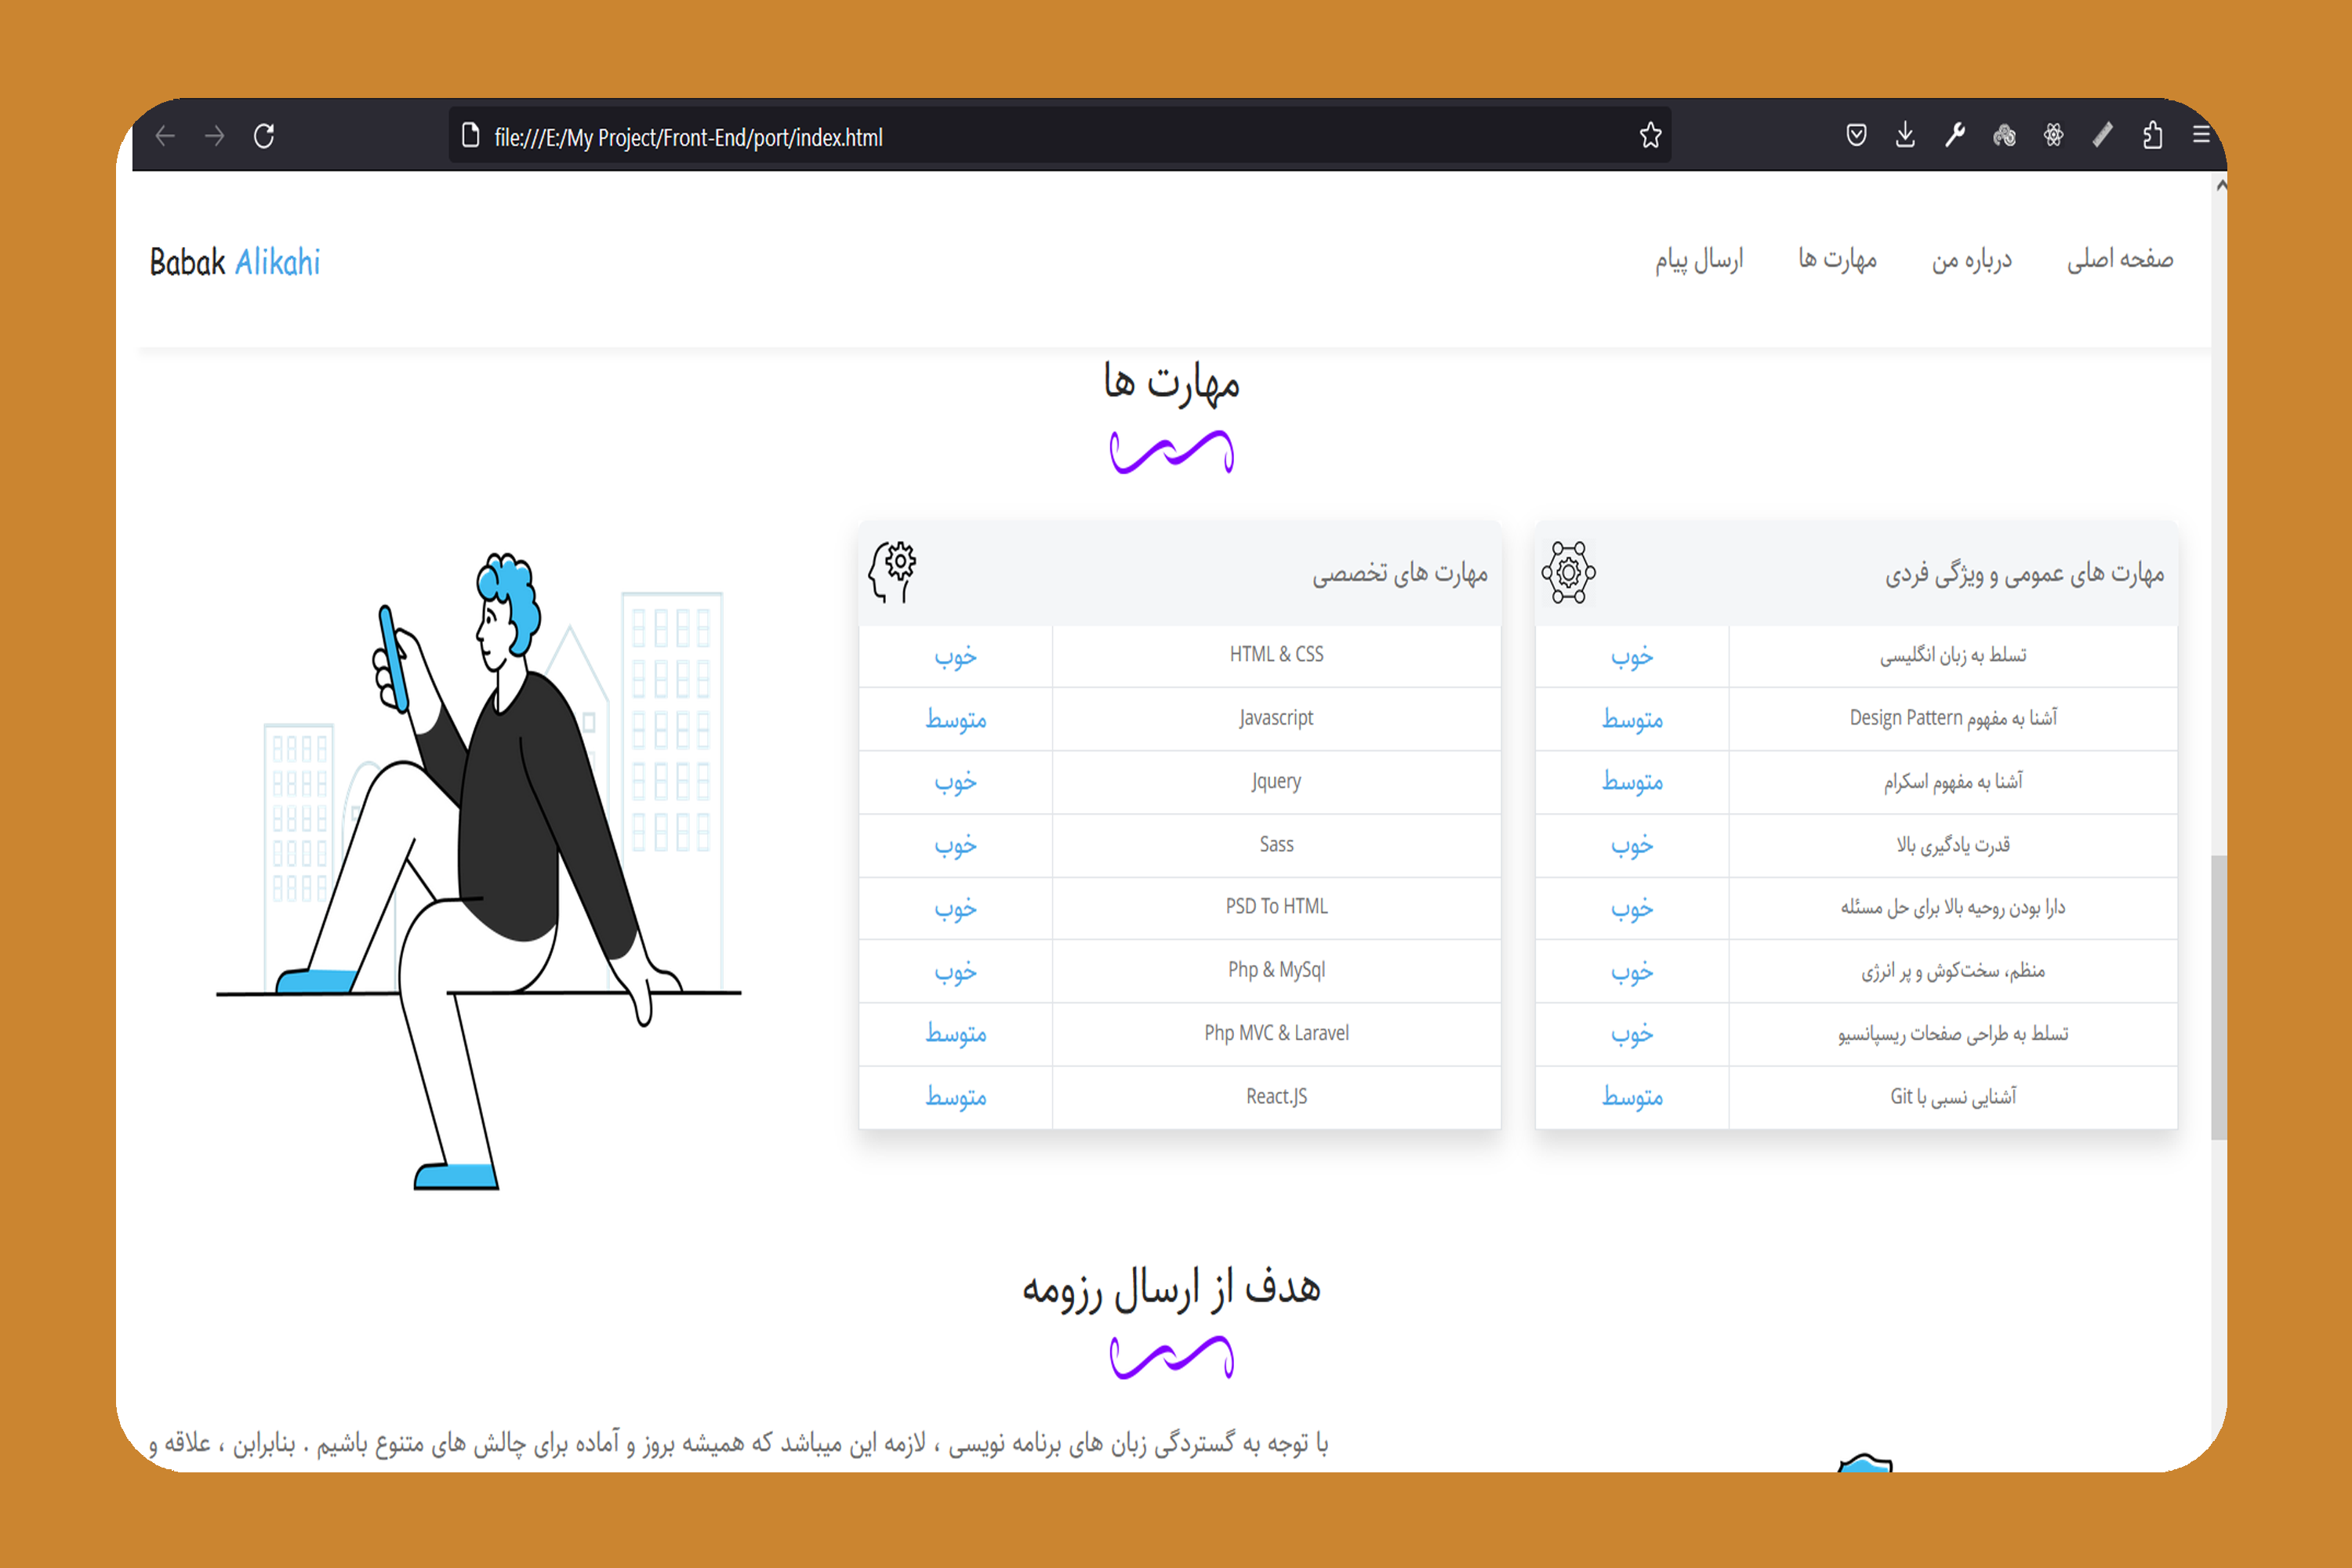 file:///E:/My Project/Front-End/port/index.html
صفحه اصلی
درباره من
مهارت ها
ارسال پیام
Babak Alikahi
مهارت ها
مهارت های عمومی و ویژگی فردی
تسلط به زبان انگلیسی خوب
آشنا به مفهوم Design Pattern متوسط
آشنا به مفهوم اسکرام متوسط
قدرت یادگیری بالا خوب
دارا بودن روحیه بالا برای حل مسئله خوب
منظم، سخت‌کوش و پر انرژی خوب
تسلط به طراحی صفحات ریسپانسیو خوب
آشنایی نسبی با Git متوسط
مهارت های تخصصی
HTML & CSS خوب
Javascript متوسط
Jquery خوب
Sass خوب
PSD To HTML خوب
Php & MySql خوب
Php MVC & Laravel متوسط
React.JS متوسط
هدف از ارسال رزومه
با توجه به گستردگی زبان های برنامه نویسی ، لازمه این میباشد که همیشه بروز و آماده برای چالش های متنوع باشیم . بنابرابن ، علاقه و